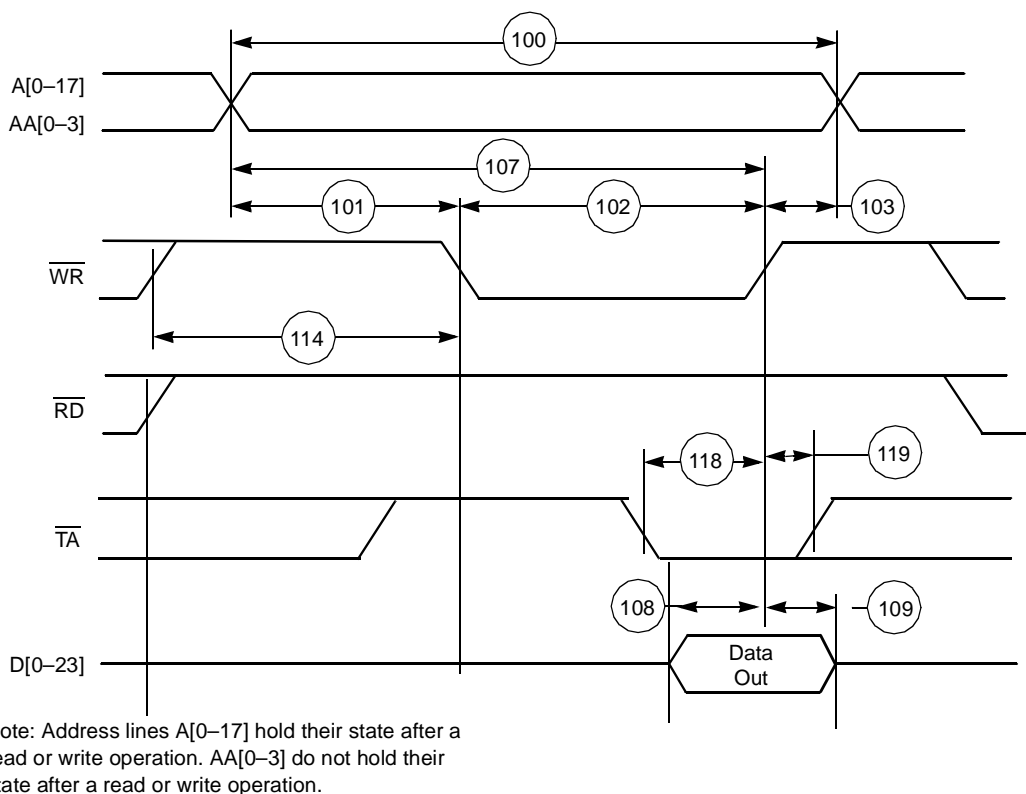 100
A[0–17]
AA[0–3]
107
101
102
103
WR
114
RD
118
119
TA
108
109
D[0–23]
Data
Out
ote: Address lines A[0–17] hold their state after a
ead or write operation. AA[0–3] do not hold their
tate after a read or write operation.